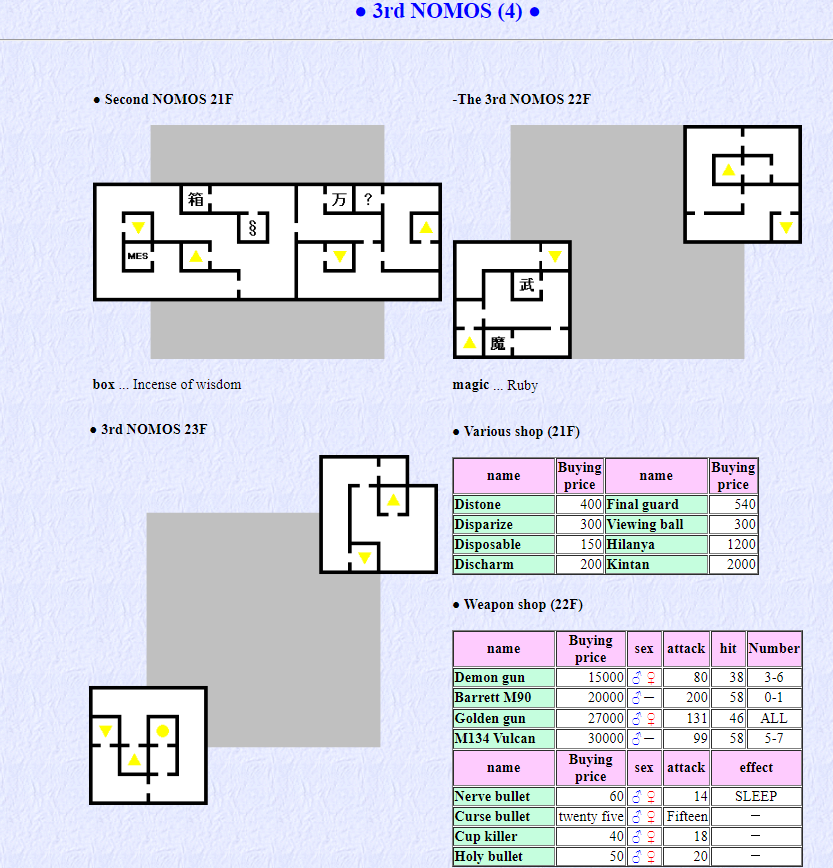 ● 3rd NOMOS (4) ●
● Second NOMOS 21F
-The 3rd NOMOS 22F
箱
万
?
§
MES
武
魔
box ... Incense of wisdom
magic ... Ruby
● 3rd NOMOS 23F
● Various shop (21F)
name Buying price name Buying price
Distone 400 Final guard 540
Disparize 300 Viewing ball 300
Disposable 150 Hilanya 1200
Discharm 200 Kintan 2000
● Weapon shop (22F)
name Buying price sex attack hit Number
Demon gun 15000 ♂ ♀ 80 38 3-6
Barrett M90 20000 ♂ － 200 58 0-1
Golden gun 27000 ♂ ♀ 131 46 ALL
M134 Vulcan 30000 ♂ － 99 58 5-7
name Buying price sex attack effect
Nerve bullet 60 ♂ ♀ 14 SLEEP
Curse bullet twenty five ♂ ♀ Fifteen －
Cup killer 40 ♂ ♀ 18 －
Holy bullet 50 ♂ ♀ 20 －